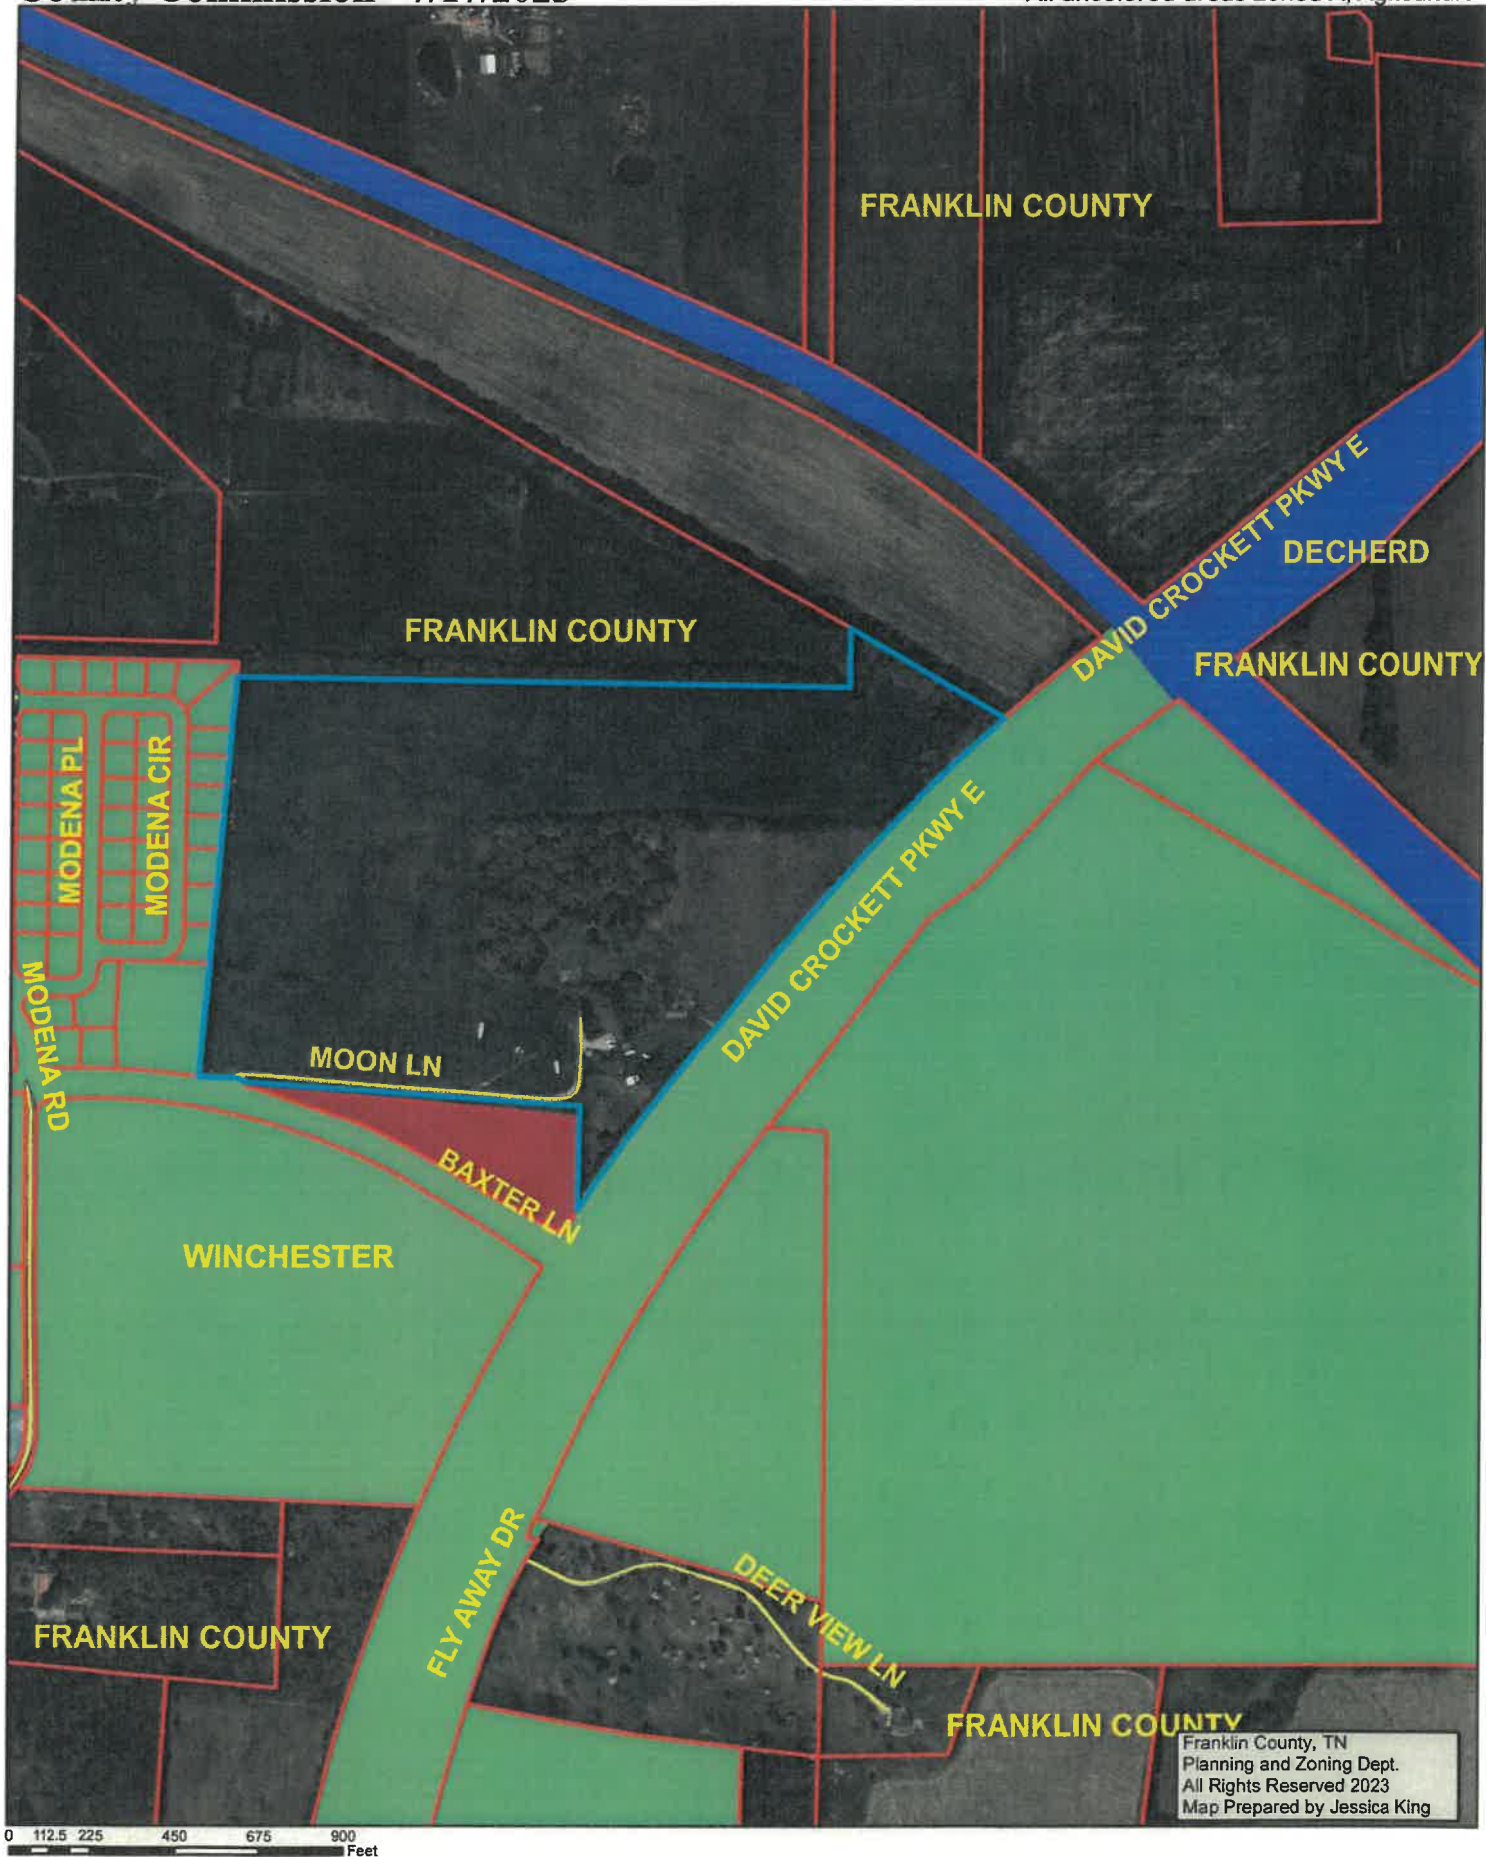 FRANKLIN COUNTY
DAVID CROCKETT PKWY E
DECHERD
FRANKLIN COUNTY
FRANKLIN COUNTY
MODENA PL
MODENA CIR
DAVID CROCKETT PKWY E
MODENA RD
MOON LN
BAXTER LN
WINCHESTER
FLY AWAY DR
DEER VIEW LN
FRANKLIN COUNTY
FRANKLIN COUNTY
Franklin County, TN
Planning and Zoning Dept.
All Rights Reserved 2023
Map Prepared by Jessica King
0 112.5 225 450 675 900
Feet